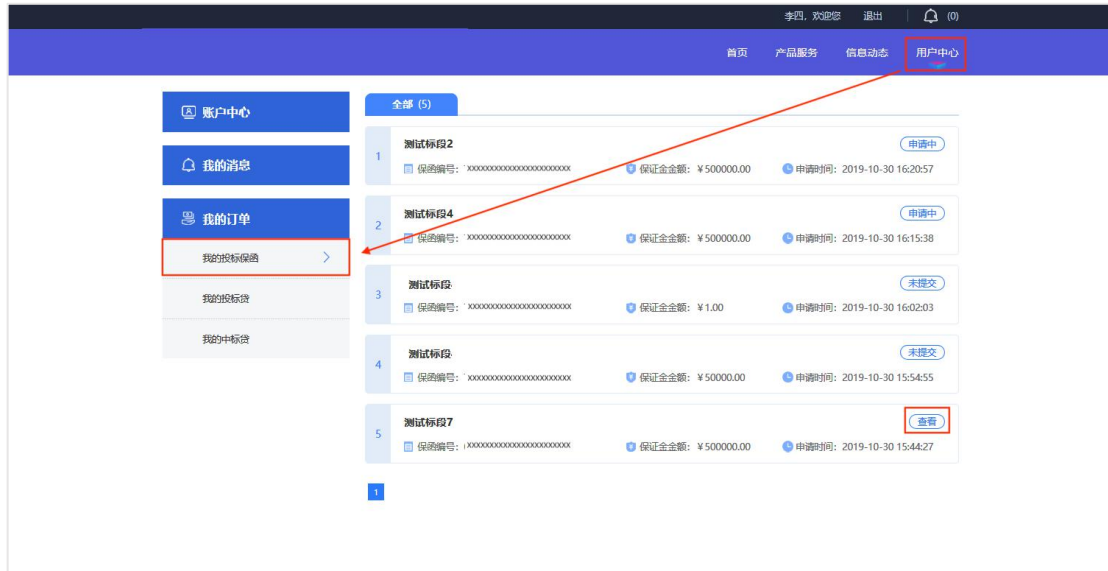 李四，欢迎您 退出 (0)
首页 产品服务 信息动态 用户中心
账户中心
我的消息
我的订单
我的投标保函
我的投标贷
我的中标贷
全部 (5)
1 测试标段2 申请中
保函编号： xxxxxxxxxxxxxxxxxxxxxxx 保证金金额：￥500000.00 申请时间：2019-10-30 16:20:57
2 测试标段4 申请中
保函编号： xxxxxxxxxxxxxxxxxxxxxxx 保证金金额：￥500000.00 申请时间：2019-10-30 16:15:38
3 测试标段 未提交
保函编号： xxxxxxxxxxxxxxxxxxxxxxx 保证金金额：￥1.00 申请时间：2019-10-30 16:02:03
4 测试标段 未提交
保函编号： xxxxxxxxxxxxxxxxxxxxxxx 保证金金额：￥50000.00 申请时间：2019-10-30 15:54:55
5 测试标段7 查看
保函编号： xxxxxxxxxxxxxxxxxxxxxxx 保证金金额：￥500000.00 申请时间：2019-10-30 15:44:27
1